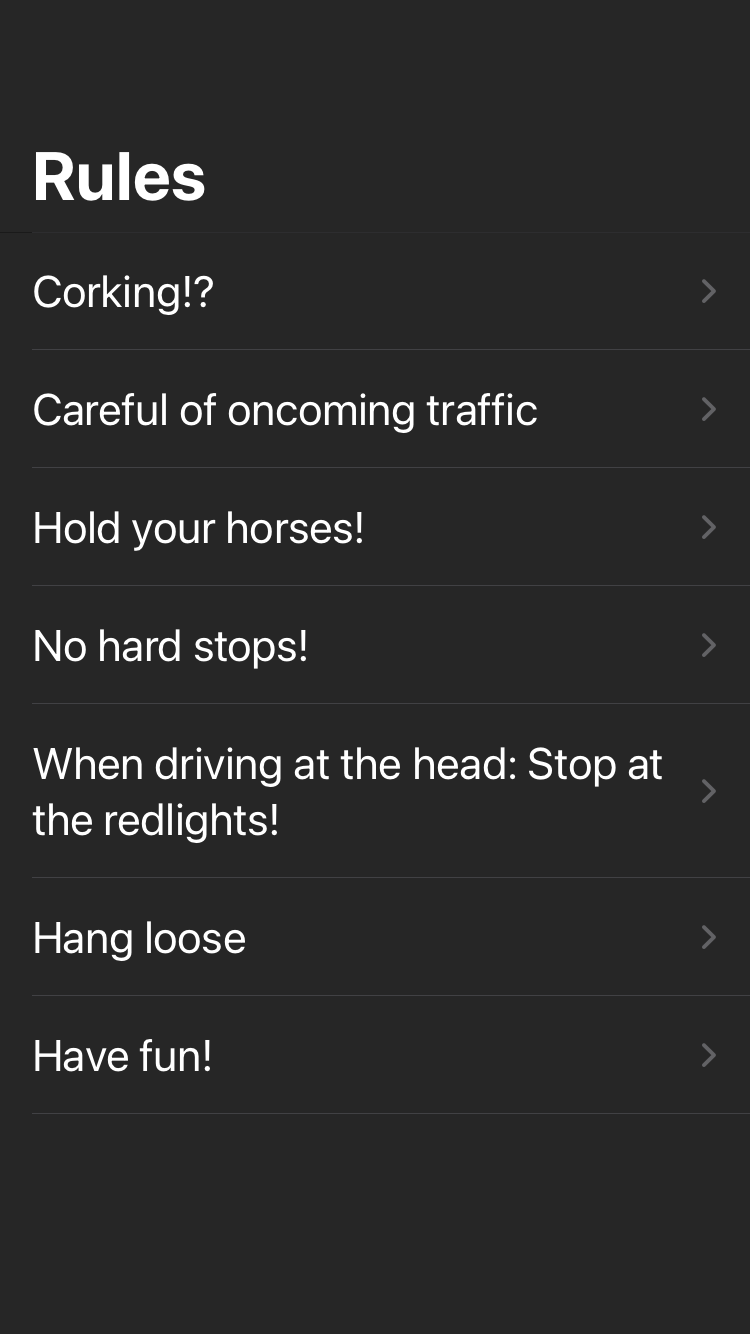 Rules
Corking!?
Careful of oncoming traffic
Hold your horses!
No hard stops!
When driving at the head: Stop at
the redlights!
Hang loose
Have fun!